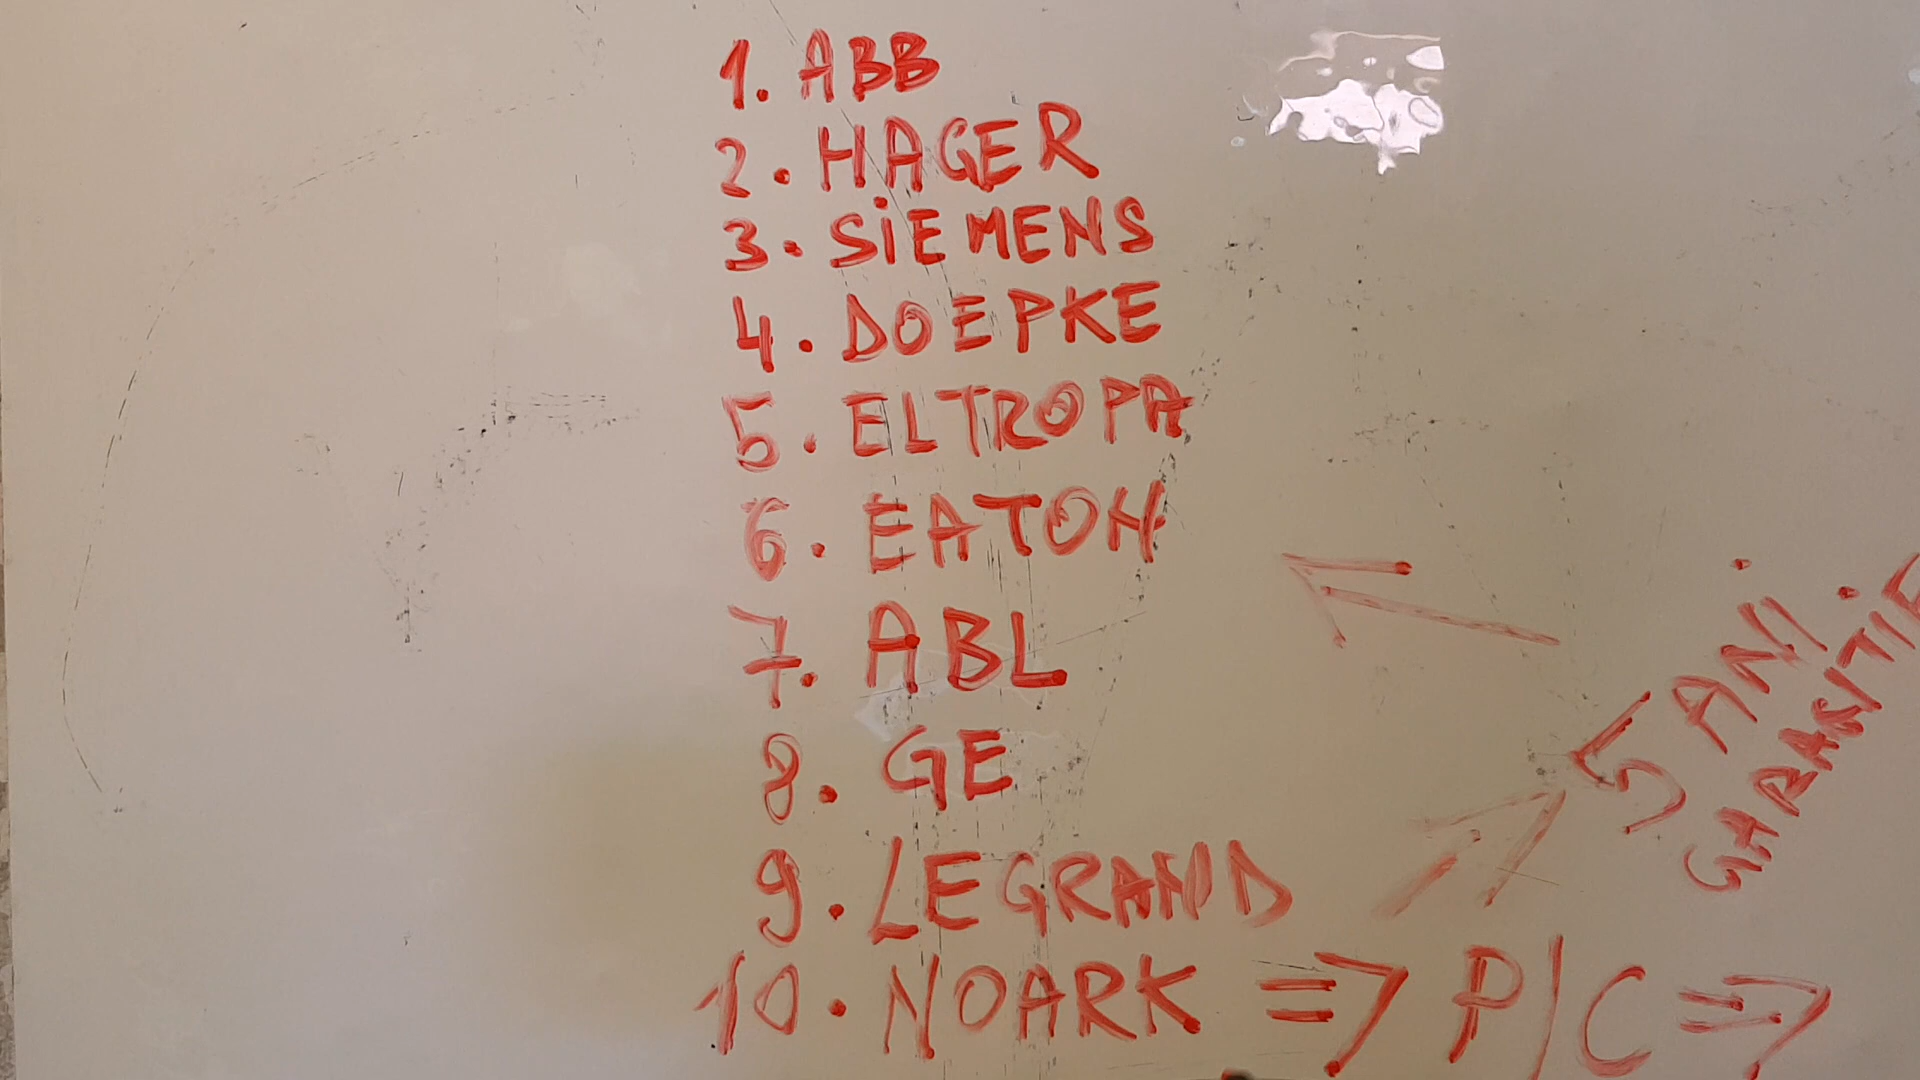 1. ABB
2. HAGER
3. SiEMENS
4. DOEPKE
5. ELTROPA
6. EATON
7. ABL
8. GE
9. LEGRAND
10. NOARK => P/C =>
5 ANI
GARANTIE